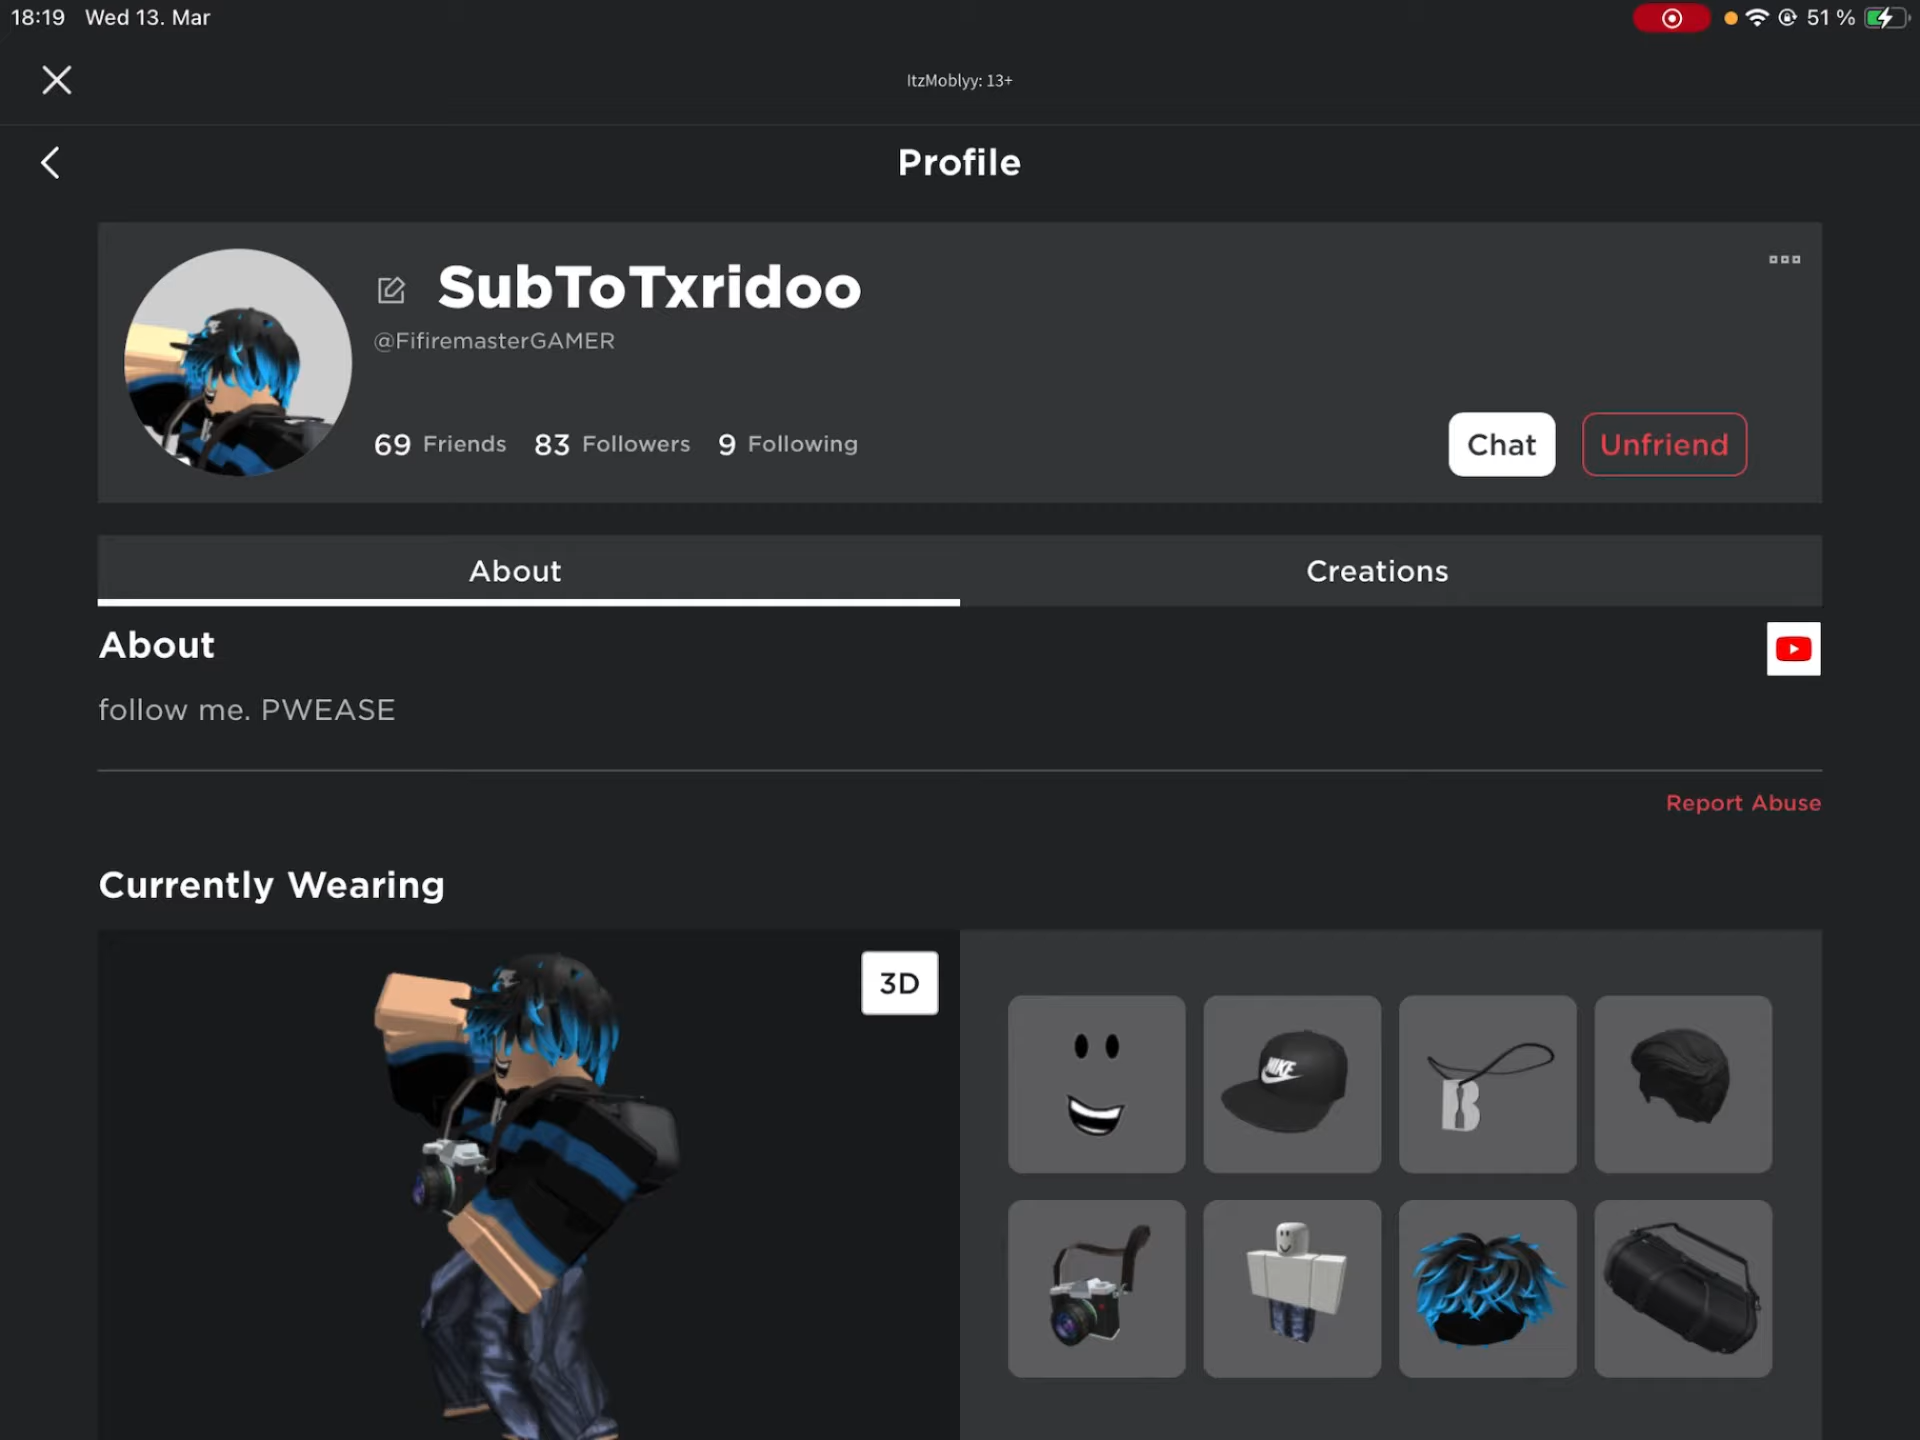 18:19 Wed 13. Mar
51 %
ItzMoblyy: 13+
Profile
SubToTxridoo
@FifiremasterGAMER
69 Friends 83 Followers 9 Following
Chat
Unfriend
About
Creations
About
follow me. PWEASE
Report Abuse
Currently Wearing
3D
NIKE
B